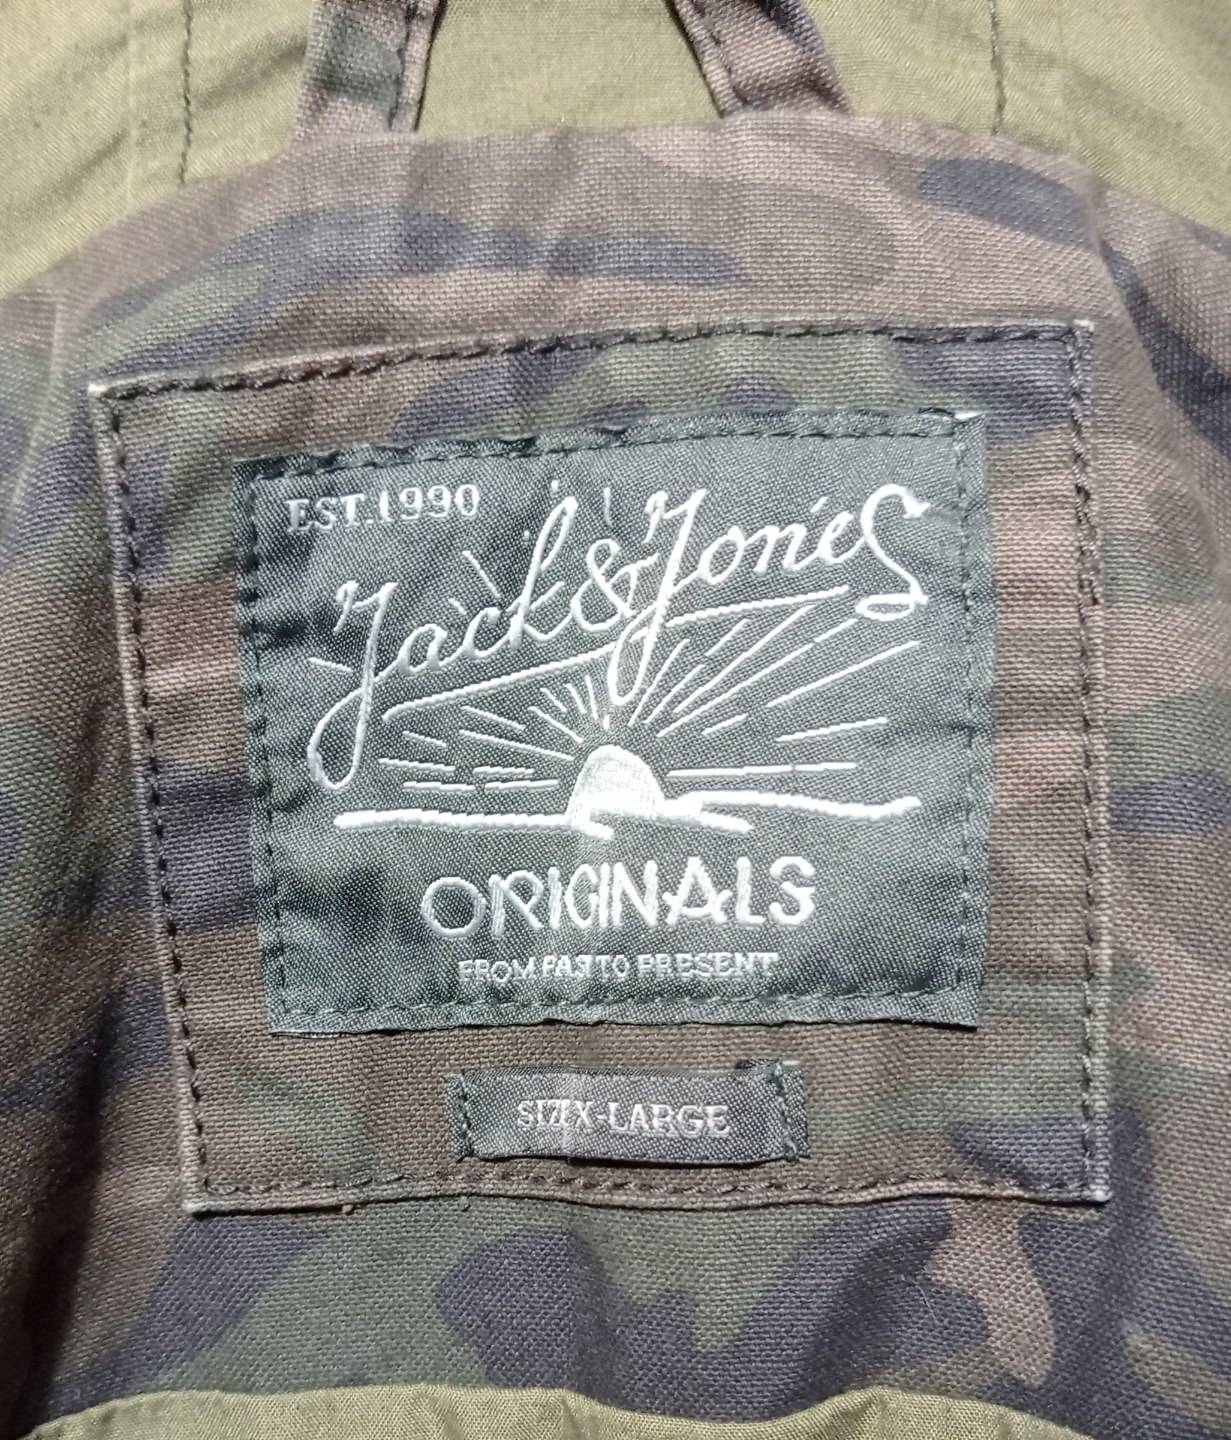 EST.1990
Jack & Jones
ORIGINALS
FROM PAST TO PRESENT
SIZE X-LARGE